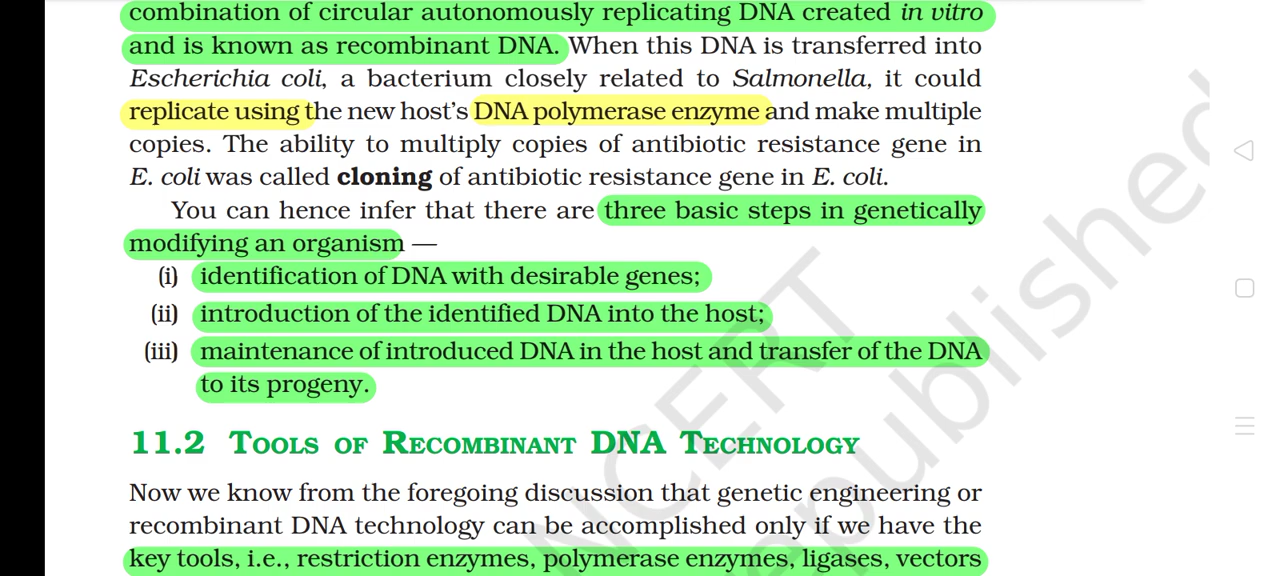 combination of circular autonomously replicating DNA created in vitro
and is known as recombinant DNA. When this DNA is transferred into
Escherichia coli, a bacterium closely related to Salmonella, it could
replicate using the new host's DNA polymerase enzyme and make multiple
copies. The ability to multiply copies of antibiotic resistance gene in
E. coli was called cloning of antibiotic resistance gene in E. coli.
You can hence infer that there are three basic steps in genetically
modifying an organism —
(i) identification of DNA with desirable genes;
(ii) introduction of the identified DNA into the host;
(iii) maintenance of introduced DNA in the host and transfer of the DNA
to its progeny.
11.2 TOOLS OF RECOMBINANT DNA TECHNOLOGY
Now we know from the foregoing discussion that genetic engineering or
recombinant DNA technology can be accomplished only if we have the
key tools, i.e., restriction enzymes, polymerase enzymes, ligases, vectors
NCERT
republished